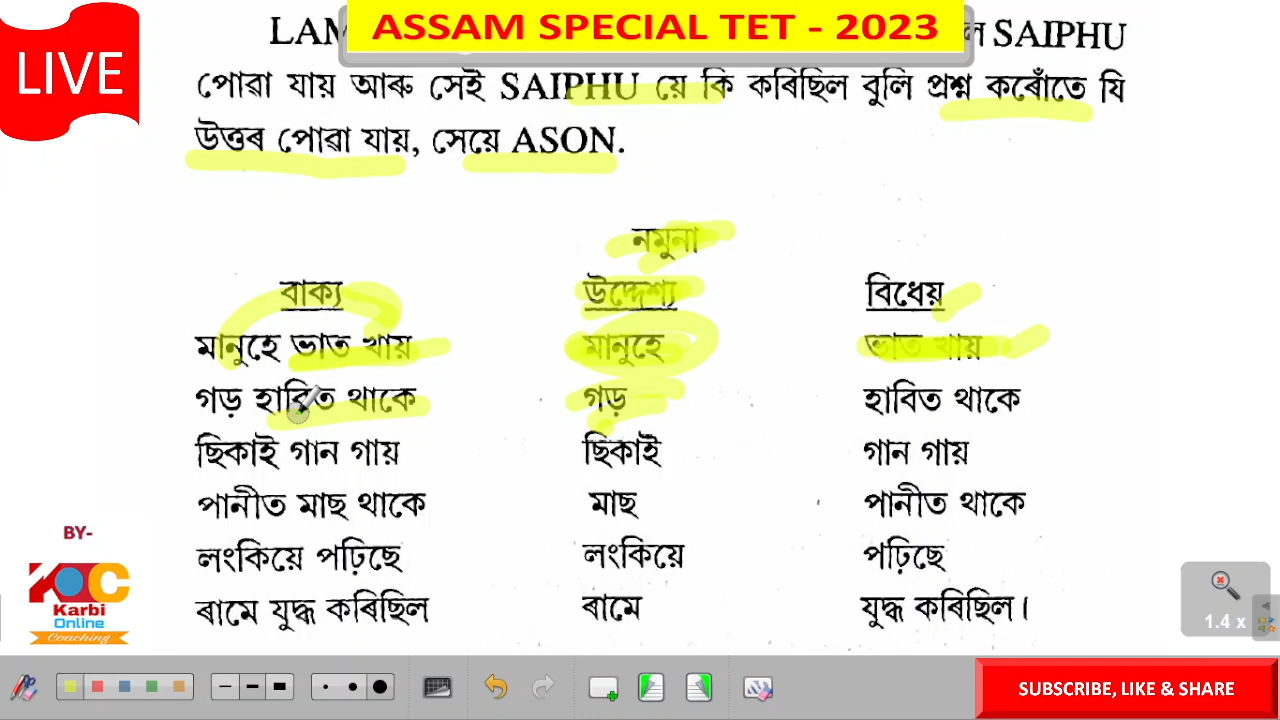 ASSAM SPECIAL TET - 2023
LIVE
LAM SAIPHU
পোৱা যায় আৰু সেই SAIPHU য়ে কি কৰিছিল বুলি প্ৰশ্ন কৰোঁতে যি
উত্তৰ পোৱা যায়, সেয়ে ASON.
নমুনা
বাক্য উদ্দেশ্য বিধেয়
মানুহে ভাত খায় মানুহে ভাত খায়
গড় হাবিত থাকে গড় হাবিত থাকে
ছিকাই গান গায় ছিকাই গান গায়
পানীত মাছ থাকে মাছ পানীত থাকে
লংকিয়ে পঢ়িছে লংকিয়ে পঢ়িছে
ৰামে যুদ্ধ কৰিছিল ৰামে যুদ্ধ কৰিছিল।
BY-
KOC
Karbi
Online
Coaching
1.4 x
SUBSCRIBE, LIKE & SHARE